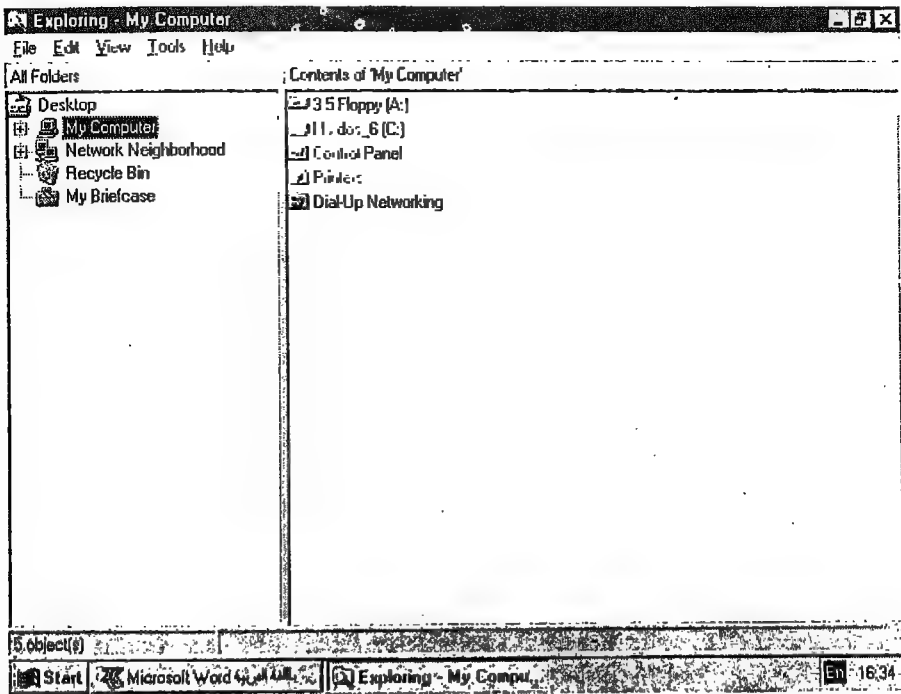 Exploring - My Computer
File Edit View Tools Help
All Folders
Contents of 'My Computer'
Desktop
My Computer
Network Neighborhood
Recycle Bin
My Briefcase
3.5 Floppy (A:)
dos_6 (C:)
Control Panel
Printers
Dial-Up Networking
5 object(s)
Start
Microsoft Word
Exploring - My Compu...
En 16:34